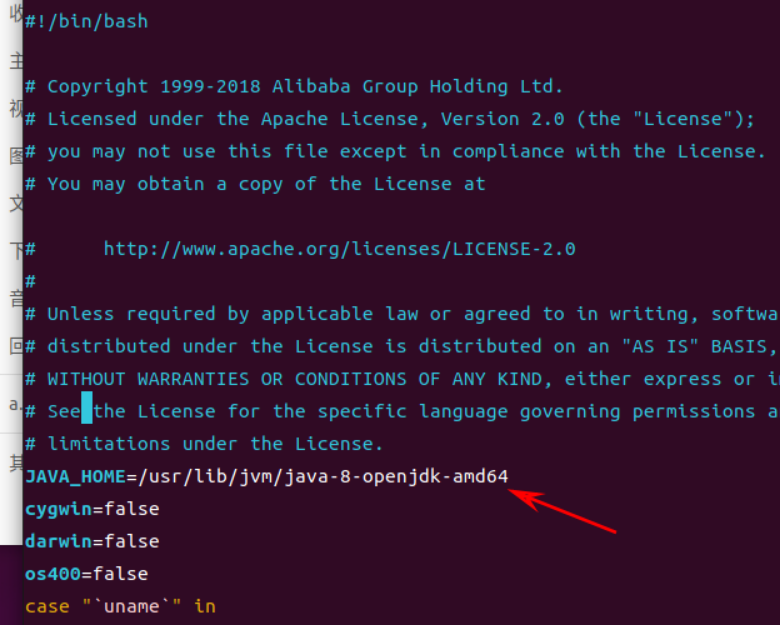 #!/bin/bash
收
主
# Copyright 1999-2018 Alibaba Group Holding Ltd.
# Licensed under the Apache License, Version 2.0 (the "License");
视
# you may not use this file except in compliance with the License.
图
# You may obtain a copy of the License at
文
# http://www.apache.org/licenses/LICENSE-2.0
下
#
音
# Unless required by applicable law or agreed to in writing, softwa
# distributed under the License is distributed on an "AS IS" BASIS,
回
# WITHOUT WARRANTIES OR CONDITIONS OF ANY KIND, either express or i
# See the License for the specific language governing permissions a
a.
# limitations under the License.
其
JAVA_HOME=/usr/lib/jvm/java-8-openjdk-amd64
cygwin=false
darwin=false
os400=false
case "`uname`" in